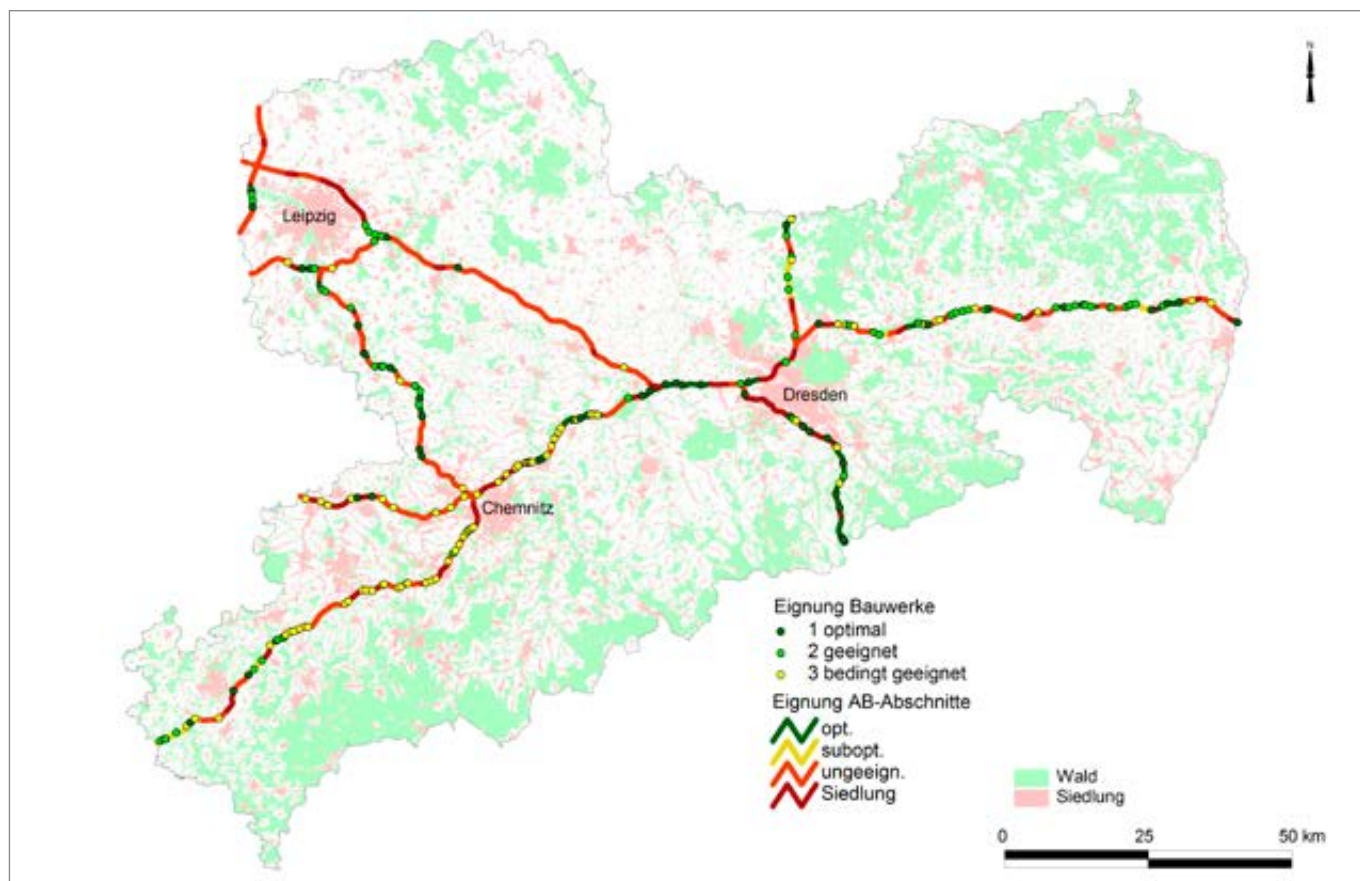 N
Leipzig
Dresden
Chemnitz
Eignung Bauwerke
1 optimal
2 geeignet
3 bedingt geeignet
Eignung AB-Abschnitte
opt.
subopt.
ungeeign.
Siedlung
Wald
Siedlung
0 25 50 km